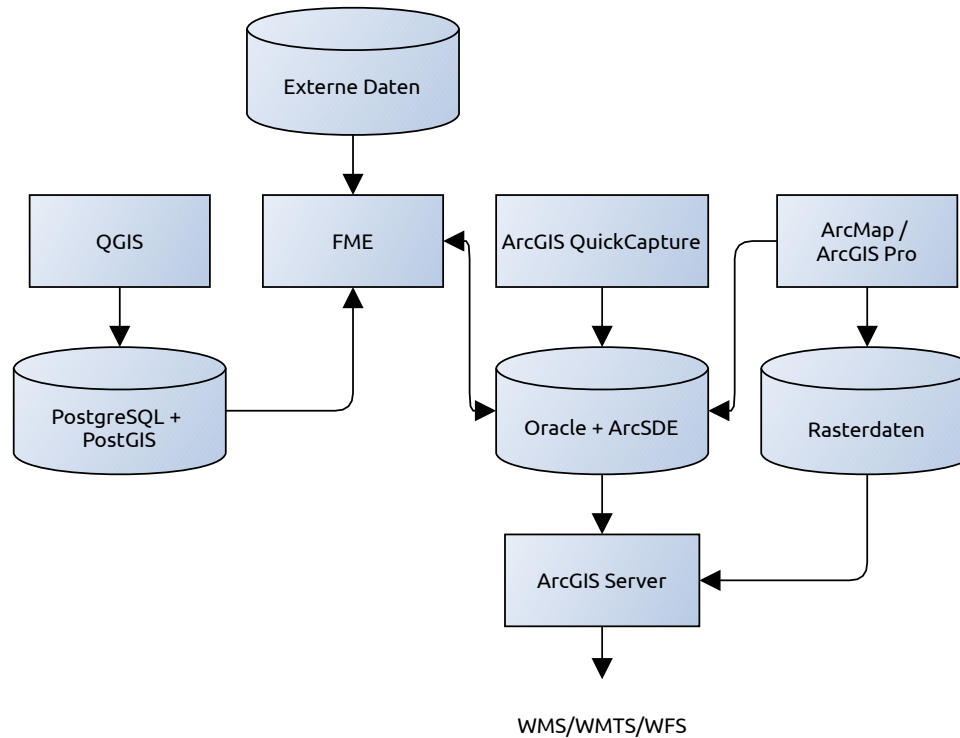 Externe Daten
QGIS
FME
ArcGIS QuickCapture
ArcMap /
ArcGIS Pro
PostgreSQL +
PostGIS
Oracle + ArcSDE
Rasterdaten
ArcGIS Server
WMS/WMTS/WFS